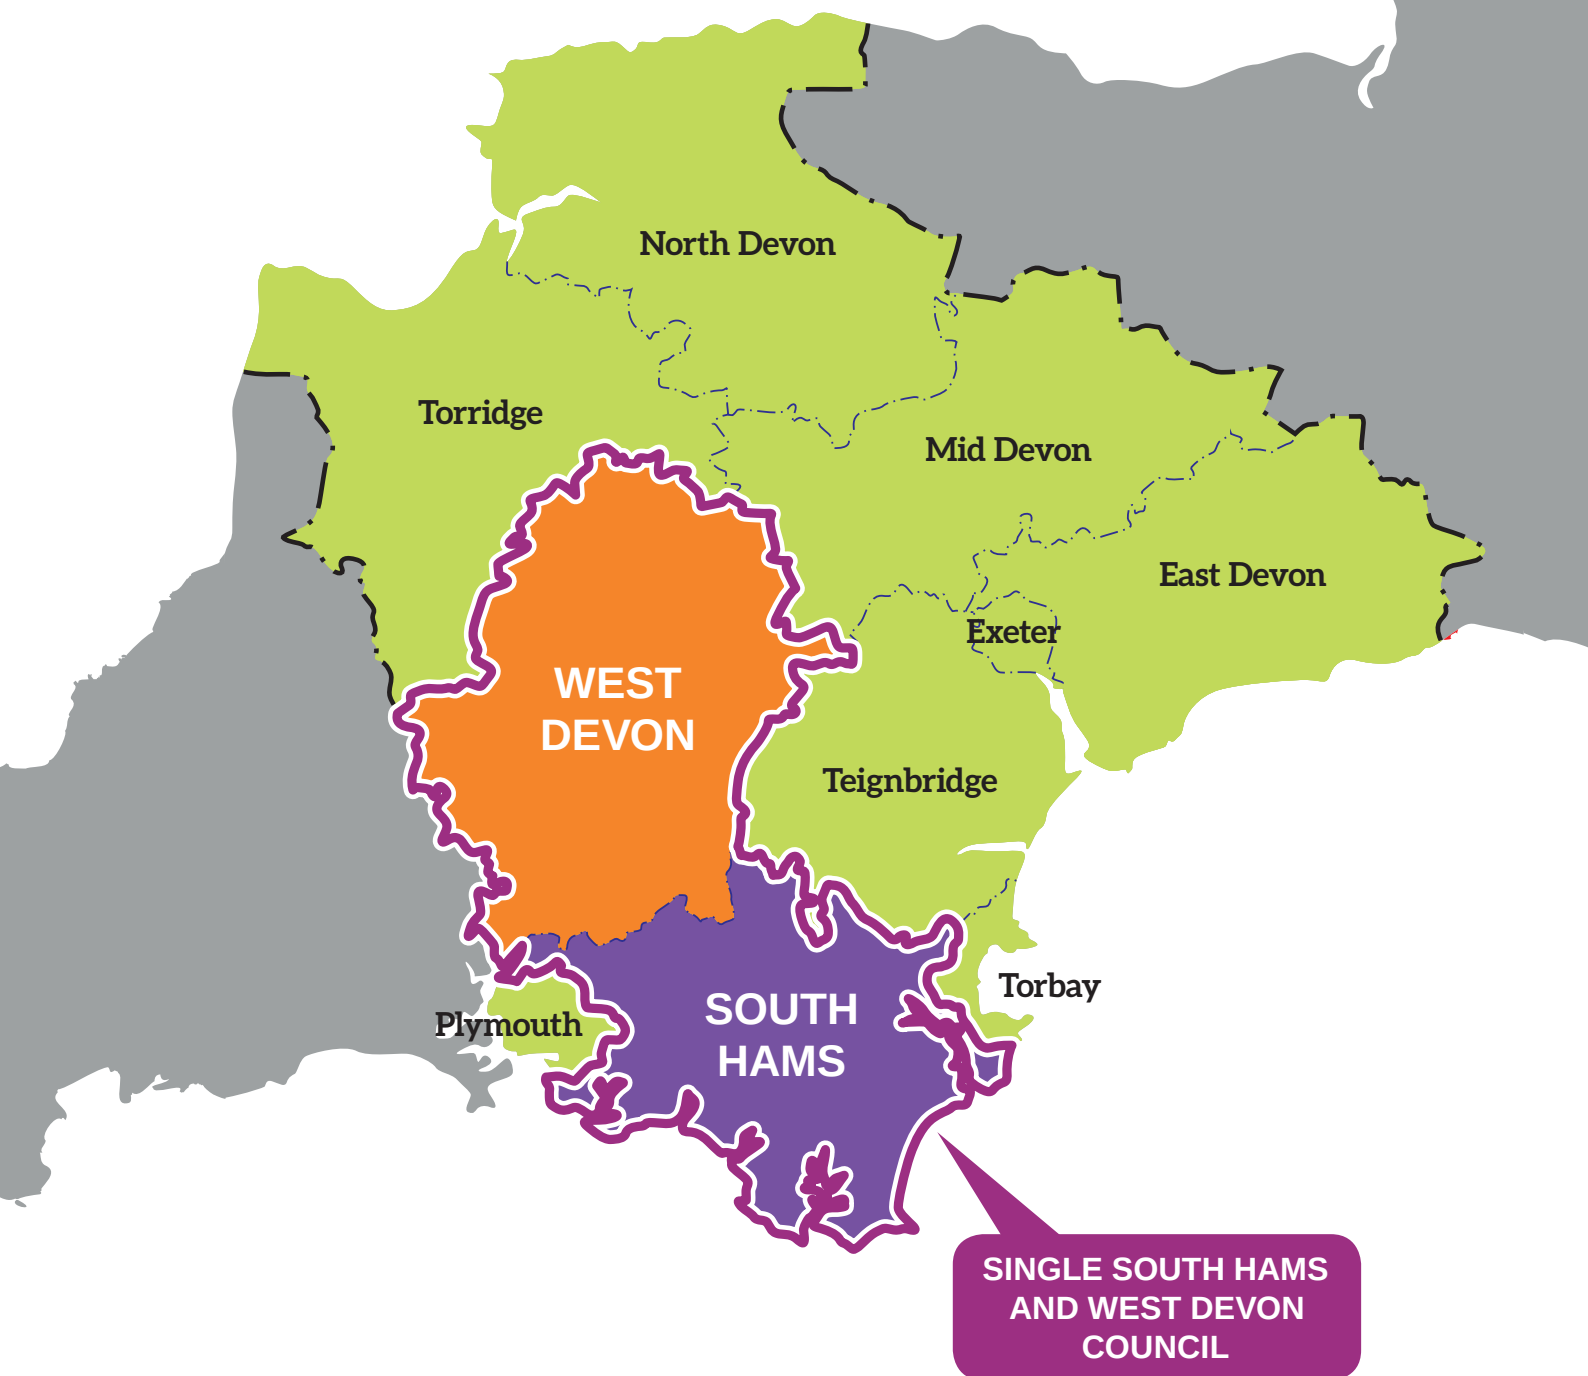 North Devon
Torridge
Mid Devon
East Devon
Exeter
WEST
DEVON
Teignbridge
Torbay
Plymouth
SOUTH
HAMS
SINGLE SOUTH HAMS
AND WEST DEVON
COUNCIL